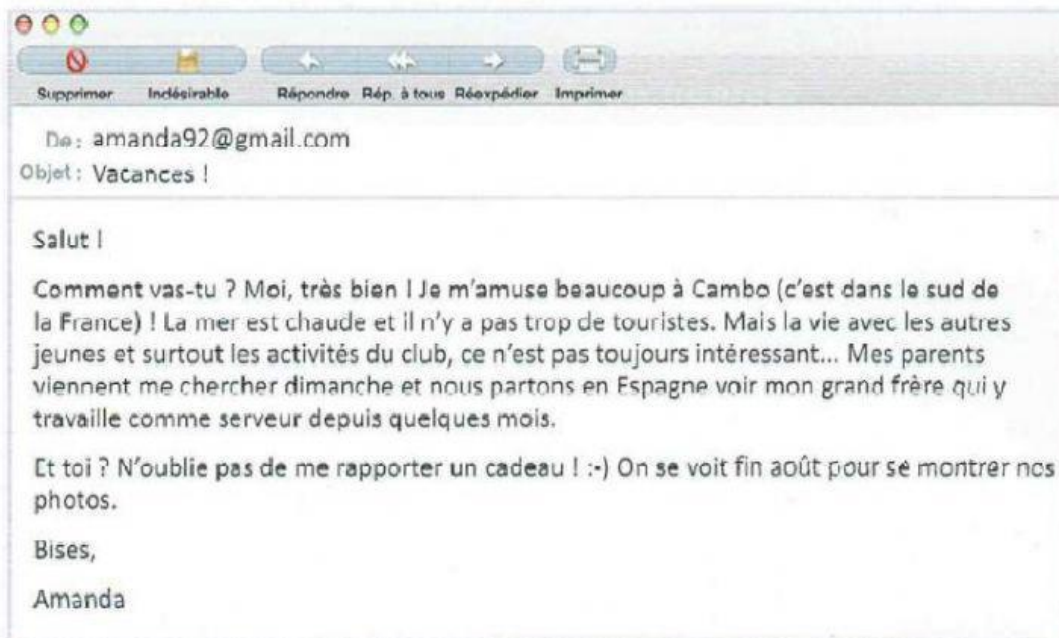 Supprimer Indésirable Répondre Rép. à tous Réexpédier Imprimer
De : amanda92@gmail.com
Objet : Vacances !
Salut !
Comment vas-tu ? Moi, très bien ! Je m'amuse beaucoup à Cambo (c'est dans le sud de
la France) ! La mer est chaude et il n'y a pas trop de touristes. Mais la vie avec les autres
jeunes et surtout les activités du club, ce n'est pas toujours intéressant... Mes parents
viennent me chercher dimanche et nous partons en Espagne voir mon grand frère qui y
travaille comme serveur depuis quelques mois.
Et toi ? N'oublie pas de me rapporter un cadeau ! :-) On se voit fin août pour se montrer nos
photos.
Bises,
Amanda